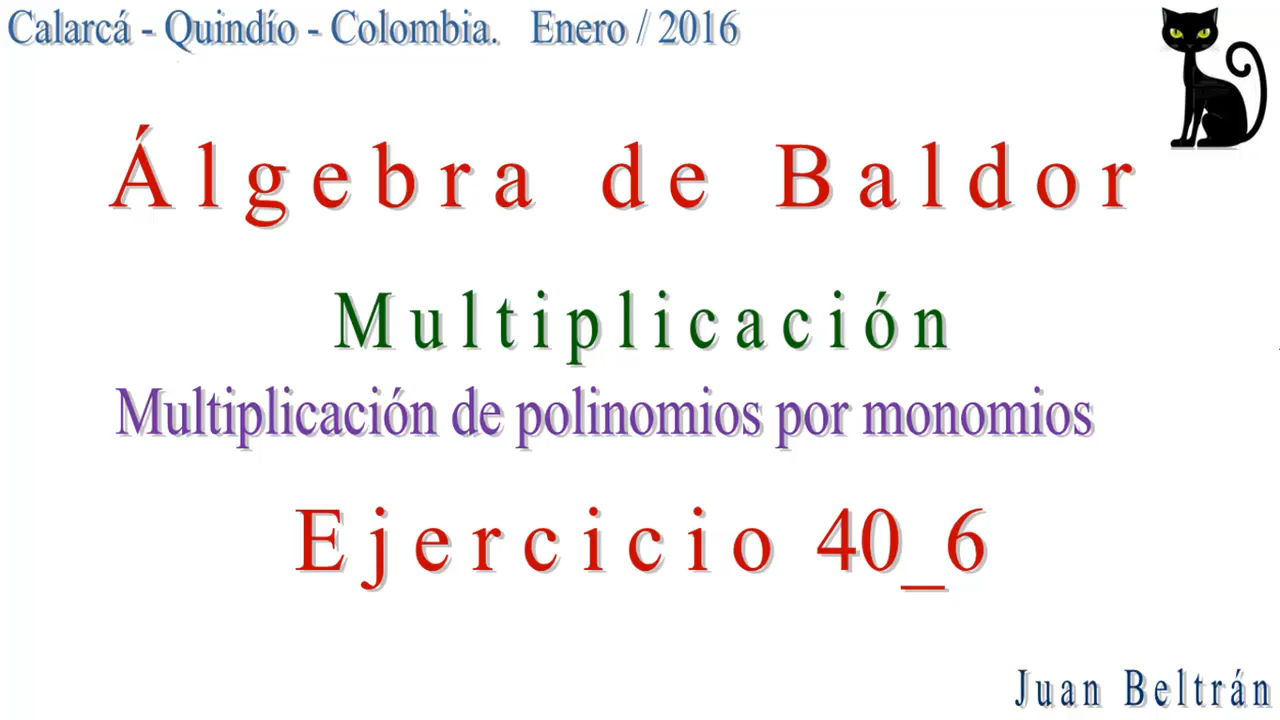 Calarcá - Quindío - Colombia. Enero / 2016
Álgebra de Baldor
Multiplicación
Multiplicación de polinomios por monomios
Ejercicio 40_6
Juan Beltrán